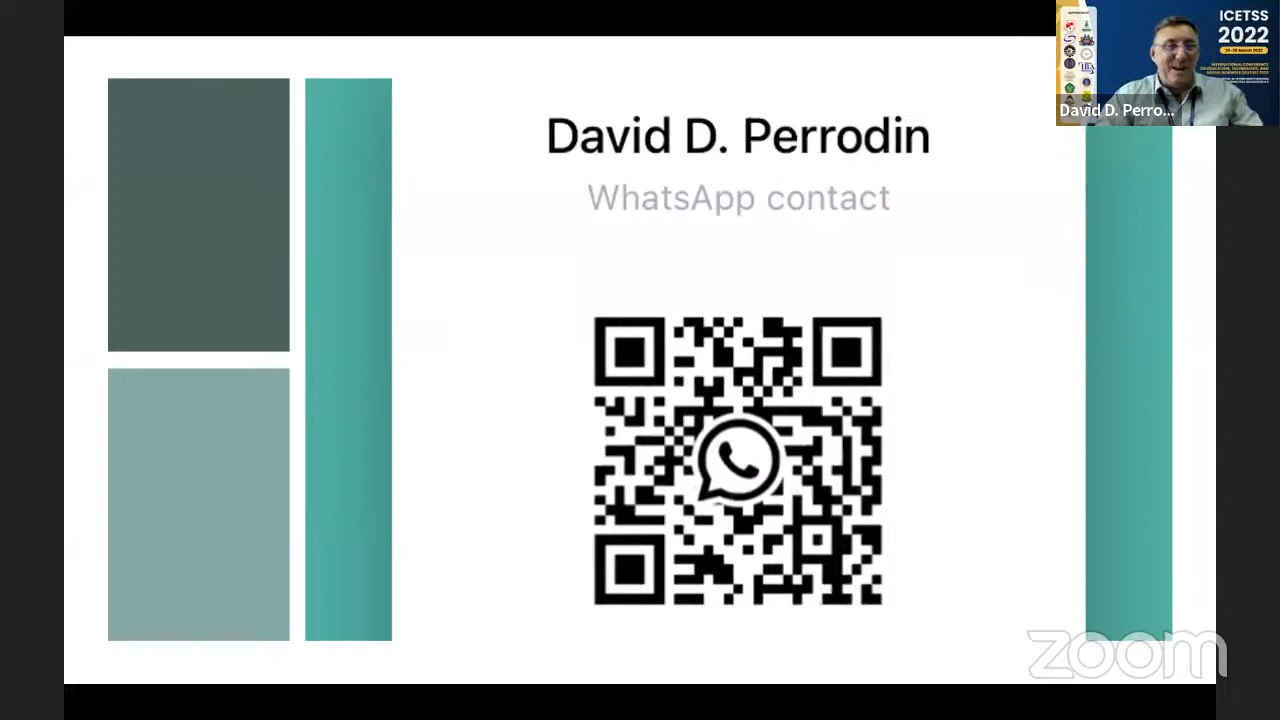 David D. Perrodin
WhatsApp contact
ICETSS
2022
David D. Perro...
zoom